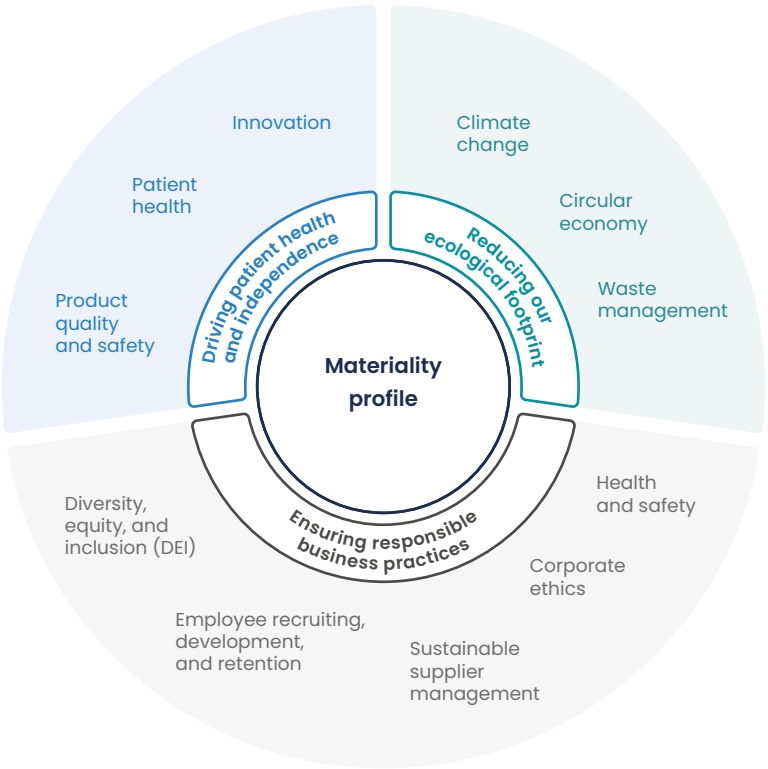 Materiality
profile
Driving patient health
and independence
Innovation
Patient
health
Product
quality
and safety
Reducing our
ecological footprint
Climate
change
Circular
economy
Waste
management
Ensuring responsible
business practices
Health
and safety
Corporate
ethics
Sustainable
supplier
management
Employee recruiting,
development,
and retention
Diversity,
equity, and
inclusion (DEI)